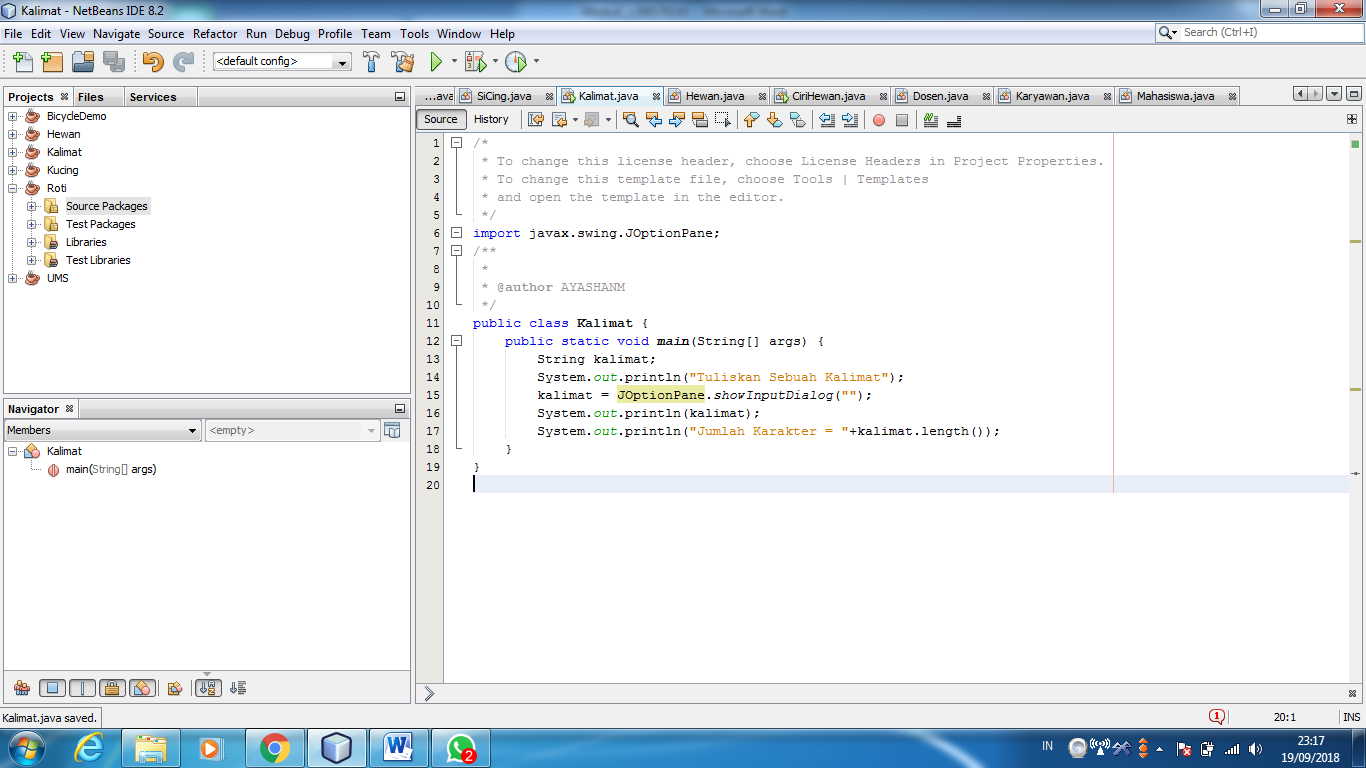 Kalimat - NetBeans IDE 8.2
File Edit View Navigate Source Refactor Run Debug Profile Team Tools Window Help
Search (Ctrl+I)
<default config>
Projects Files Services
BicycleDemo
Hewan
Kalimat
Kucing
Roti
Source Packages
Test Packages
Libraries
Test Libraries
UMS
Navigator
Members
<empty>
Kalimat
main(String[] args)
...ava SiCing.java Kalimat.java Hewan.java CiriHewan.java Dosen.java Karyawan.java Mahasiswa.java
Source History
1 /*
2 * To change this license header, choose License Headers in Project Properties.
3 * To change this template file, choose Tools | Templates
4 * and open the template in the editor.
5 */
6 import javax.swing.JOptionPane;
7 /**
8 *
9 * @author AYASHANM
10 */
11 public class Kalimat {
12 public static void main(String[] args) {
13 String kalimat;
14 System.out.println("Tuliskan Sebuah Kalimat");
15 kalimat = JOptionPane.showInputDialog("");
16 System.out.println(kalimat);
17 System.out.println("Jumlah Karakter = "+kalimat.length());
18 }
19 }
20
Kalimat.java saved.
1
20:1
INS
2
IN
23:17
19/09/2018